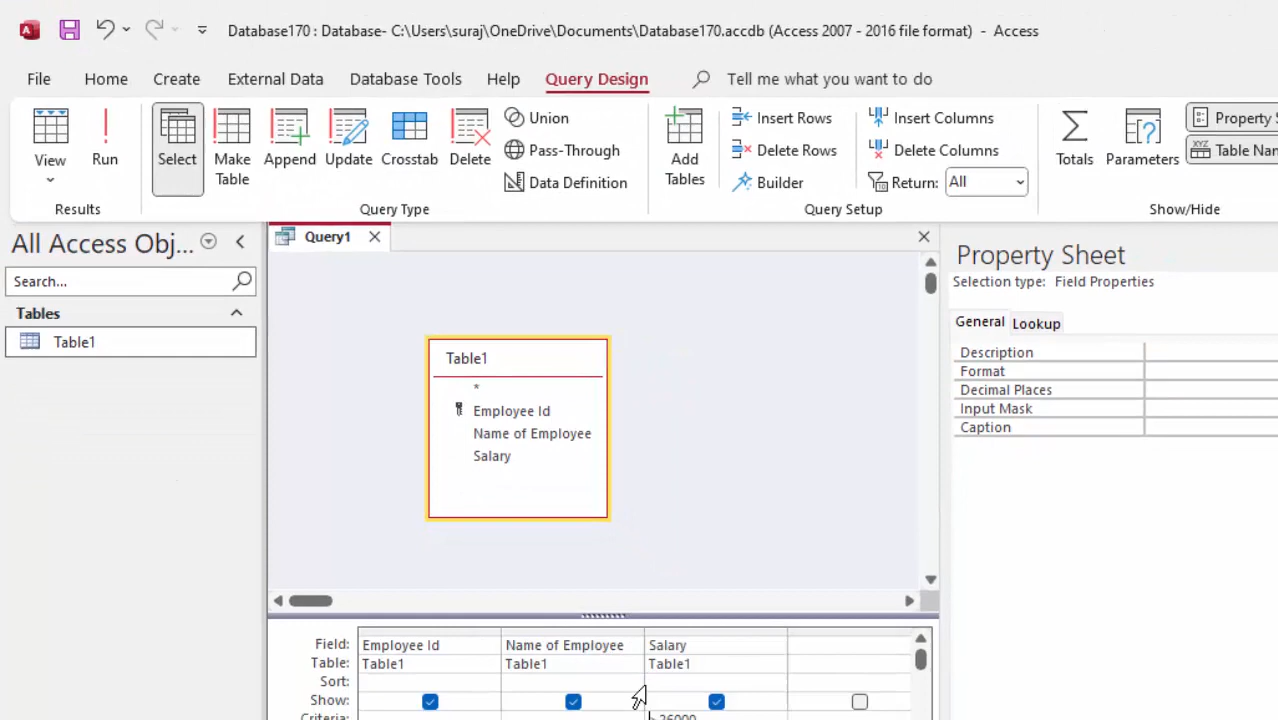 Database170 : Database- C:\Users\suraj\OneDrive\Documents\Database170.accdb (Access 2007 - 2016 file format) - Access
File Home Create External Data Database Tools Help Query Design Tell me what you want to do
View
Run
Results
Select
Make Table
Append
Update
Crosstab
Delete
Union
Pass-Through
Data Definition
Query Type
Add Tables
Insert Rows
Delete Rows
Builder
Insert Columns
Delete Columns
Return: All
Query Setup
Totals
Parameters
Property S
XYZ
Table Nam
Show/Hide
All Access Obj...
Search...
Tables
Table1
Query1
Table1
*
Employee Id
Name of Employee
Salary
Property Sheet
Selection type: Field Properties
General Lookup
Description
Format
Decimal Places
Input Mask
Caption
Field: Employee Id Name of Employee Salary
Table: Table1 Table1 Table1
Sort:
Show:
Criteria: >26000